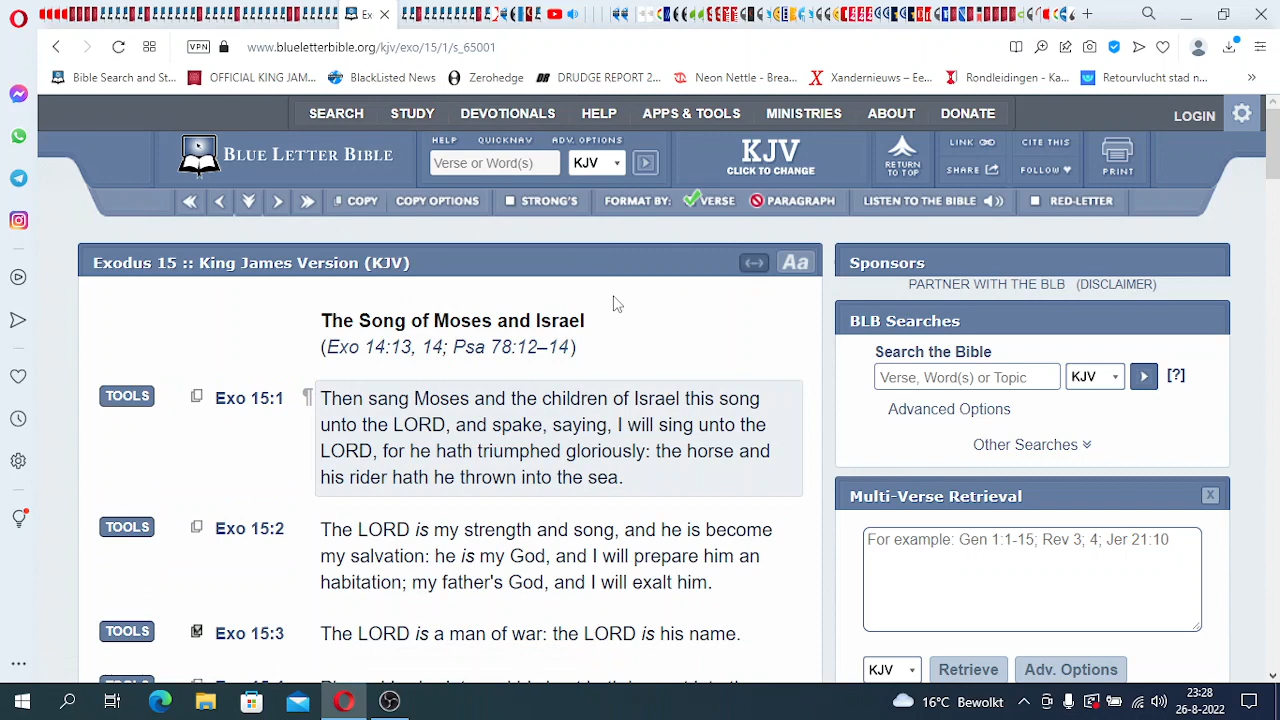 Ex
VPN
www.blueletterbible.org/kjv/exo/15/1/s_65001
Bible Search and St...
OFFICIAL KING JAM...
BlackListed News
Zerohedge
DRUDGE REPORT 2...
Neon Nettle - Brea...
Xandernieuws – Ee...
Rondleidingen - Ka...
Retourvlucht stad n...
SEARCH STUDY DEVOTIONALS HELP APPS & TOOLS MINISTRIES ABOUT DONATE
LOGIN
BLUE LETTER BIBLE
HELP QUICKNAV ADV. OPTIONS
Verse or Word(s) KJV
KJV
CLICK TO CHANGE
RETURN
TO TOP
LINK
SHARE
CITE THIS
FOLLOW
PRINT
COPY COPY OPTIONS STRONG'S FORMAT BY: VERSE PARAGRAPH LISTEN TO THE BIBLE RED-LETTER
Exodus 15 :: King James Version (KJV)
Aa
The Song of Moses and Israel
(Exo 14:13, 14; Psa 78:12–14)
TOOLS Exo 15:1 ¶ Then sang Moses and the children of Israel this song
unto the LORD, and spake, saying, I will sing unto the
LORD, for he hath triumphed gloriously: the horse and
his rider hath he thrown into the sea.
TOOLS Exo 15:2 The LORD is my strength and song, and he is become
my salvation: he is my God, and I will prepare him an
habitation; my father's God, and I will exalt him.
TOOLS Exo 15:3 The LORD is a man of war: the LORD is his name.
Sponsors
PARTNER WITH THE BLB (DISCLAIMER)
BLB Searches
Search the Bible
Verse, Word(s) or Topic KJV [?]
Advanced Options
Other Searches
Multi-Verse Retrieval X
For example: Gen 1:1-15; Rev 3; 4; Jer 21:10
KJV Retrieve Adv. Options
16°C Bewolkt
23:28
26-8-2022